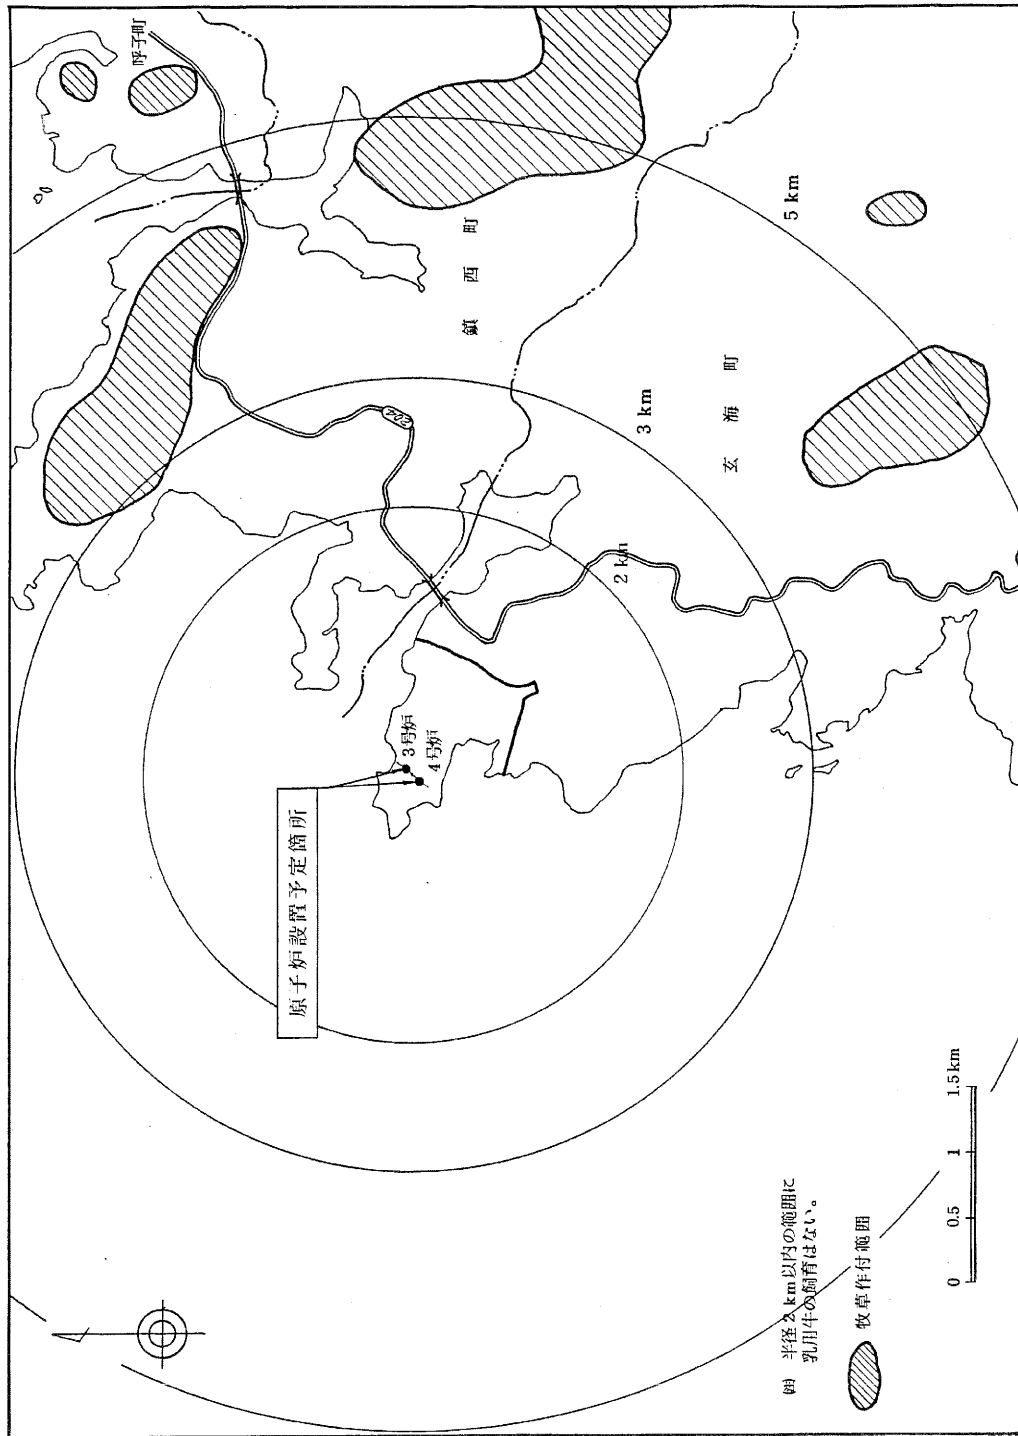 呼子町
鎮西町
玄海町
204
5 km
3 km
2 km
3号炉
4号炉
原子炉設置予定箇所
(注) 半径2km以内の範囲に
乳用牛の飼育はない。
牧草作付範囲
0 0.5 1 1.5km